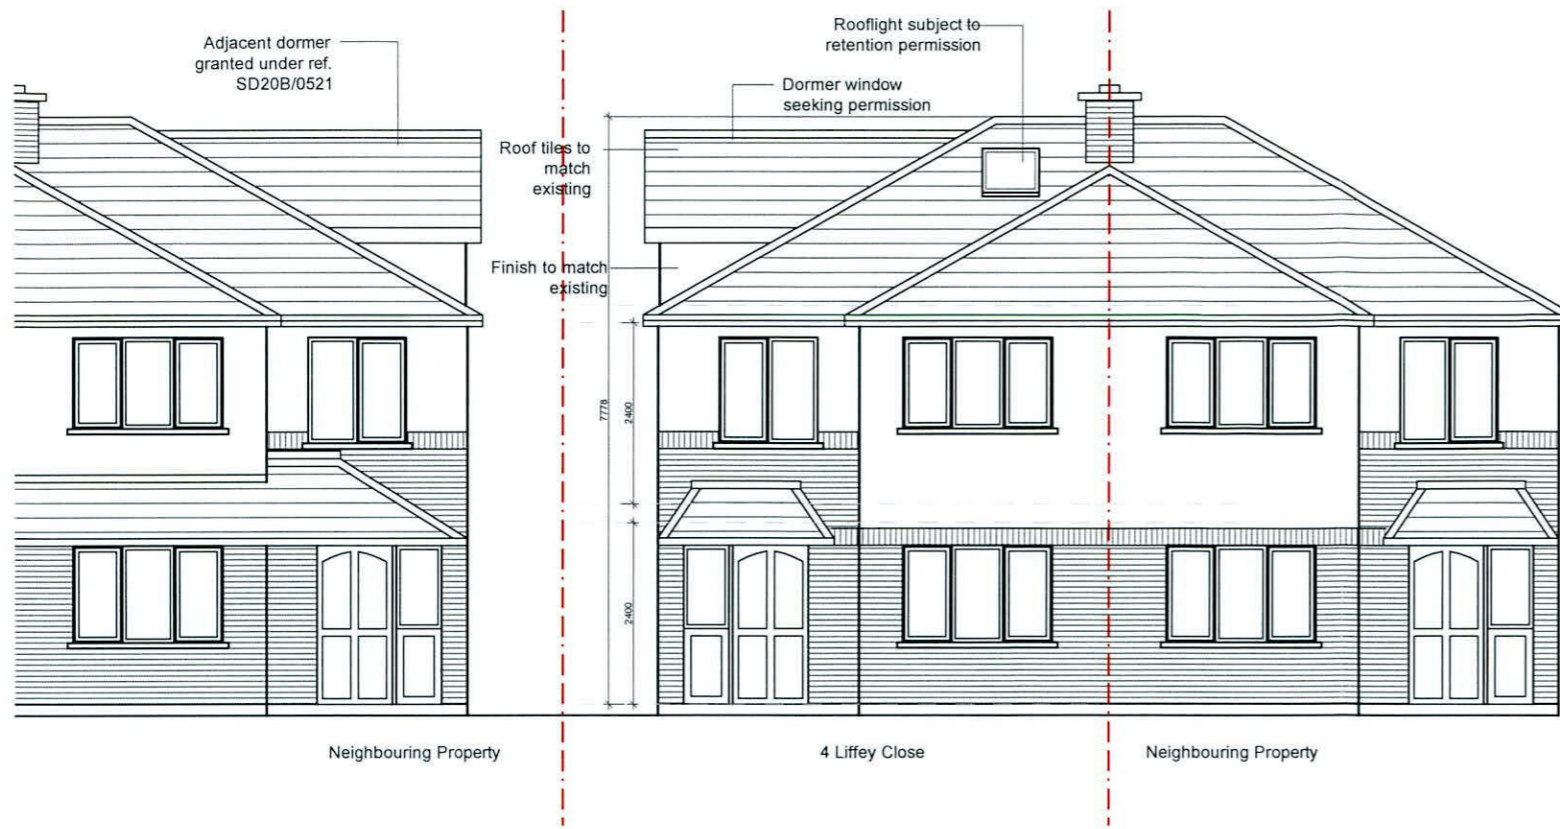 Adjacent dormer
granted under ref.
SD20B/0521
Rooflight subject to
retention permission
Dormer window
seeking permission
Roof tiles to
match
existing
Finish to match
existing
7778
2400
2400
Neighbouring Property
4 Liffey Close
Neighbouring Property